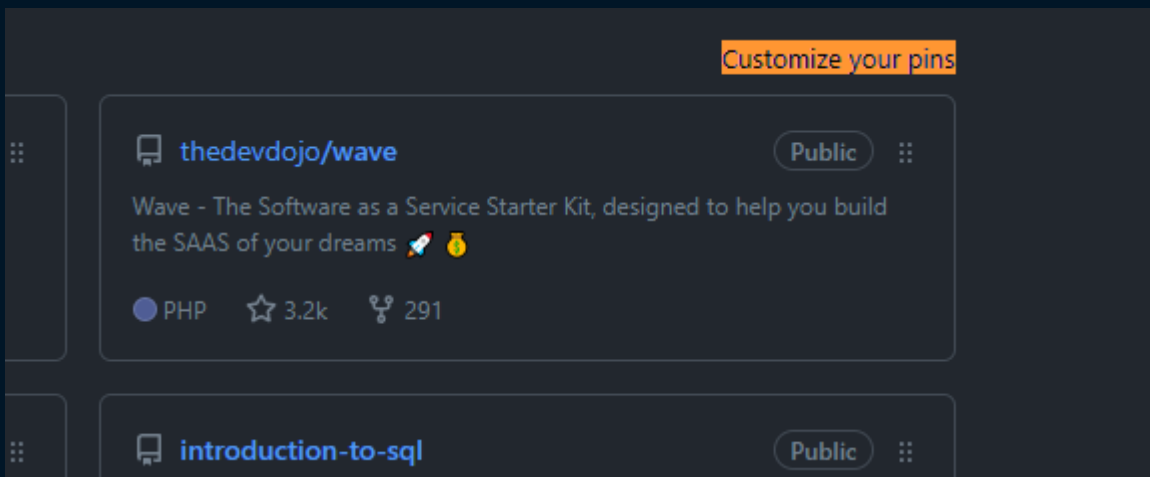 Customize your pins
thedevdojo/wave Public
Wave - The Software as a Service Starter Kit, designed to help you build
the SAAS of your dreams 🚀 💰
PHP 3.2k 291
introduction-to-sql Public